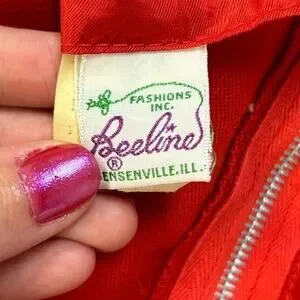 FASHIONS
INC.
Beeline
®
ENSENVILLE, ILL.